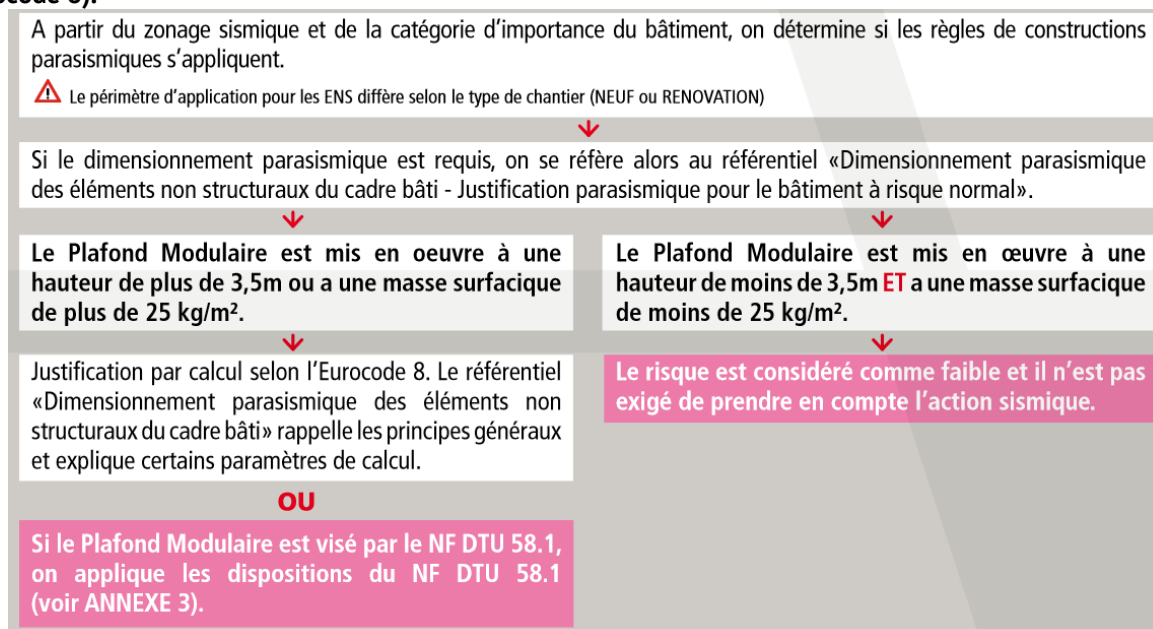 A partir du zonage sismique et de la catégorie d'importance du bâtiment, on détermine si les règles de constructions
parasismiques s'appliquent.
Le périmètre d'application pour les ENS diffère selon le type de chantier (NEUF ou RENOVATION)
Si le dimensionnement parasismique est requis, on se réfère alors au référentiel «Dimensionnement parasismique
des éléments non structuraux du cadre bâti - Justification parasismique pour le bâtiment à risque normal».
Le Plafond Modulaire est mis en oeuvre à une
hauteur de plus de 3,5m ou a une masse surfacique
de plus de 25 kg/m².
Justification par calcul selon l'Eurocode 8. Le référentiel
«Dimensionnement parasismique des éléments non
structuraux du cadre bâti» rappelle les principes généraux
et explique certains paramètres de calcul.
OU
Si le Plafond Modulaire est visé par le NF DTU 58.1,
on applique les dispositions du NF DTU 58.1
(voir ANNEXE 3).
Le Plafond Modulaire est mis en œuvre à une
hauteur de moins de 3,5m ET a une masse surfacique
de moins de 25 kg/m².
Le risque est considéré comme faible et il n'est pas
exigé de prendre en compte l'action sismique.